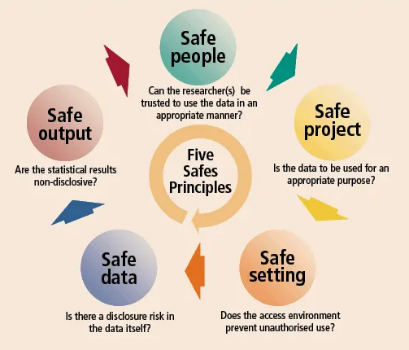 Safe
people
Can the researcher(s) be
trusted to use the data in an
appropriate manner?
Safe
project
Is the data to be used for an
appropriate purpose?
Safe
setting
Does the access environment
prevent unauthorised use?
Safe
data
Is there a disclosure risk in
the data itself?
Safe
output
Are the statistical results
non-disclosive?
Five
Safes
Principles